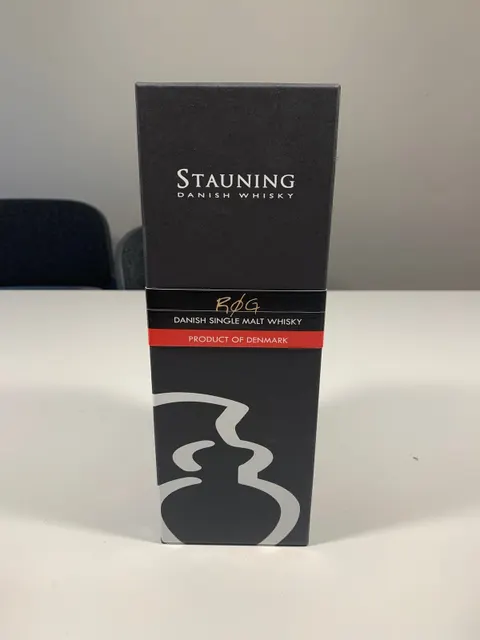 STAUNING
DANISH WHISKY
RØG
DANISH SINGLE MALT WHISKY
PRODUCT OF DENMARK